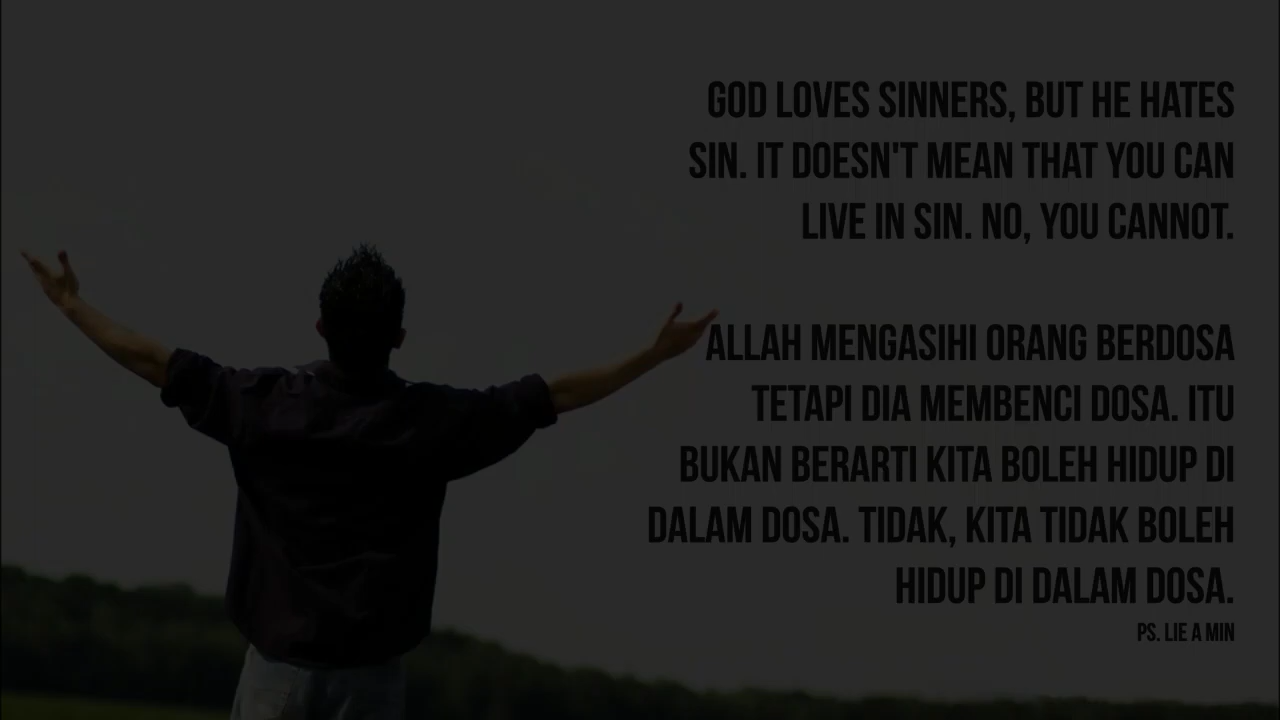 GOD LOVES SINNERS, BUT HE HATES
SIN. IT DOESN'T MEAN THAT YOU CAN
LIVE IN SIN. NO, YOU CANNOT.
ALLAH MENGASIHI ORANG BERDOSA
TETAPI DIA MEMBENCI DOSA. ITU
BUKAN BERARTI KITA BOLEH HIDUP DI
DALAM DOSA. TIDAK, KITA TIDAK BOLEH
HIDUP DI DALAM DOSA.
PS. LIE A MIN